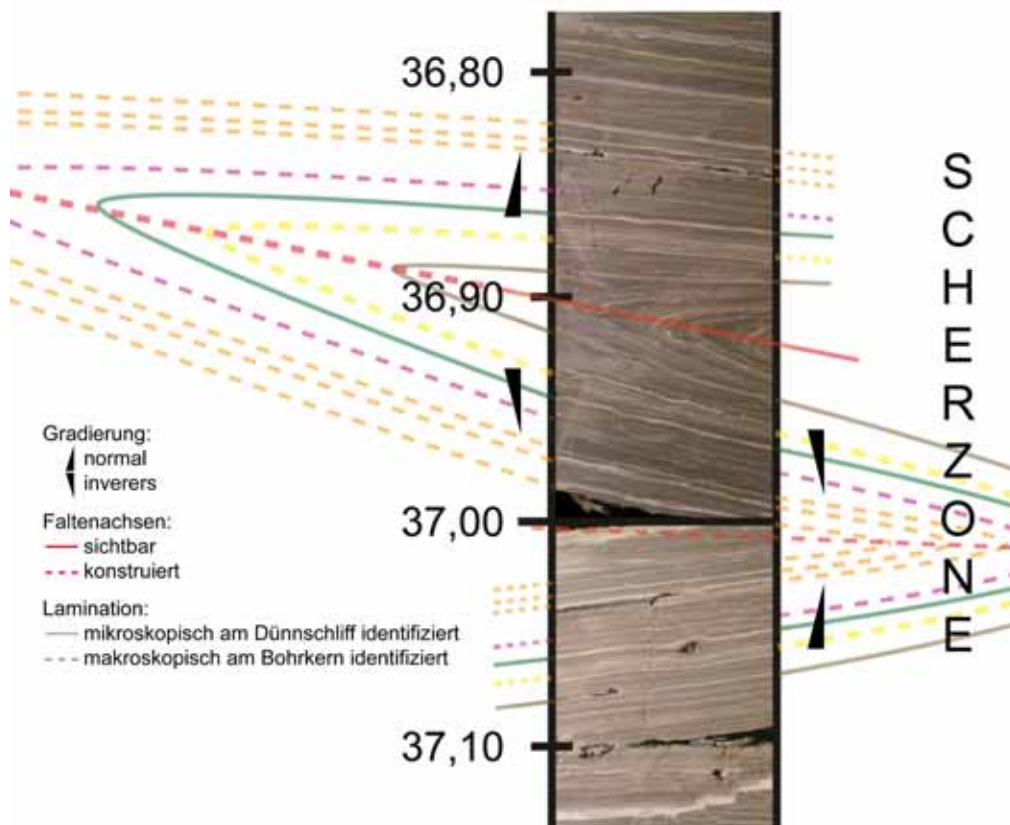 36,80
36,90
37,00
37,10
SCHERZONE
Gradierung:
normal
inverers
Faltenachsen:
sichtbar
konstruiert
Lamination:
mikroskopisch am Dünnschliff identifiziert
makroskopisch am Bohrkern identifiziert